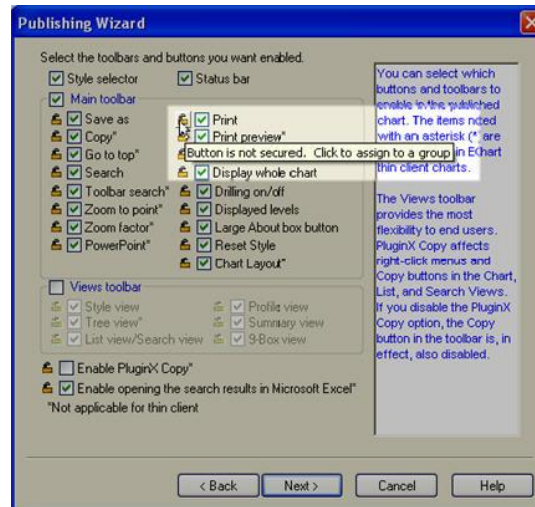 Publishing Wizard
Select the toolbars and buttons you want enabled.
Style selector
Status bar
Main toolbar
Save as
Copy"
Go to top"
Search
Toolbar search"
Zoom to point"
Zoom factor"
PowerPoint"
Print
Print preview"
Button is not secured. Click to assign to a group
Display whole chart
Drilling on/off
Displayed levels
Large About box button
Reset Style
Chart Layout"
Views toolbar
Style view
Tree view"
List view/Search view
Profile view
Summary view
9-Box view
Enable PluginX Copy"
Enable opening the search results in Microsoft Excel"
"Not applicable for thin client
You can select which
buttons and toolbars to
enable in the published
chart. The items noted
with an asterisk (*) are
in EChart
thin client charts.
The Views toolbar
provides the most
flexibility to end users.
PluginX Copy affects
right-click menus and
Copy buttons in the Chart,
List, and Search Views.
If you disable the PluginX
Copy option, the Copy
button in the toolbar is, in
effect, also disabled.
< Back
Next >
Cancel
Help